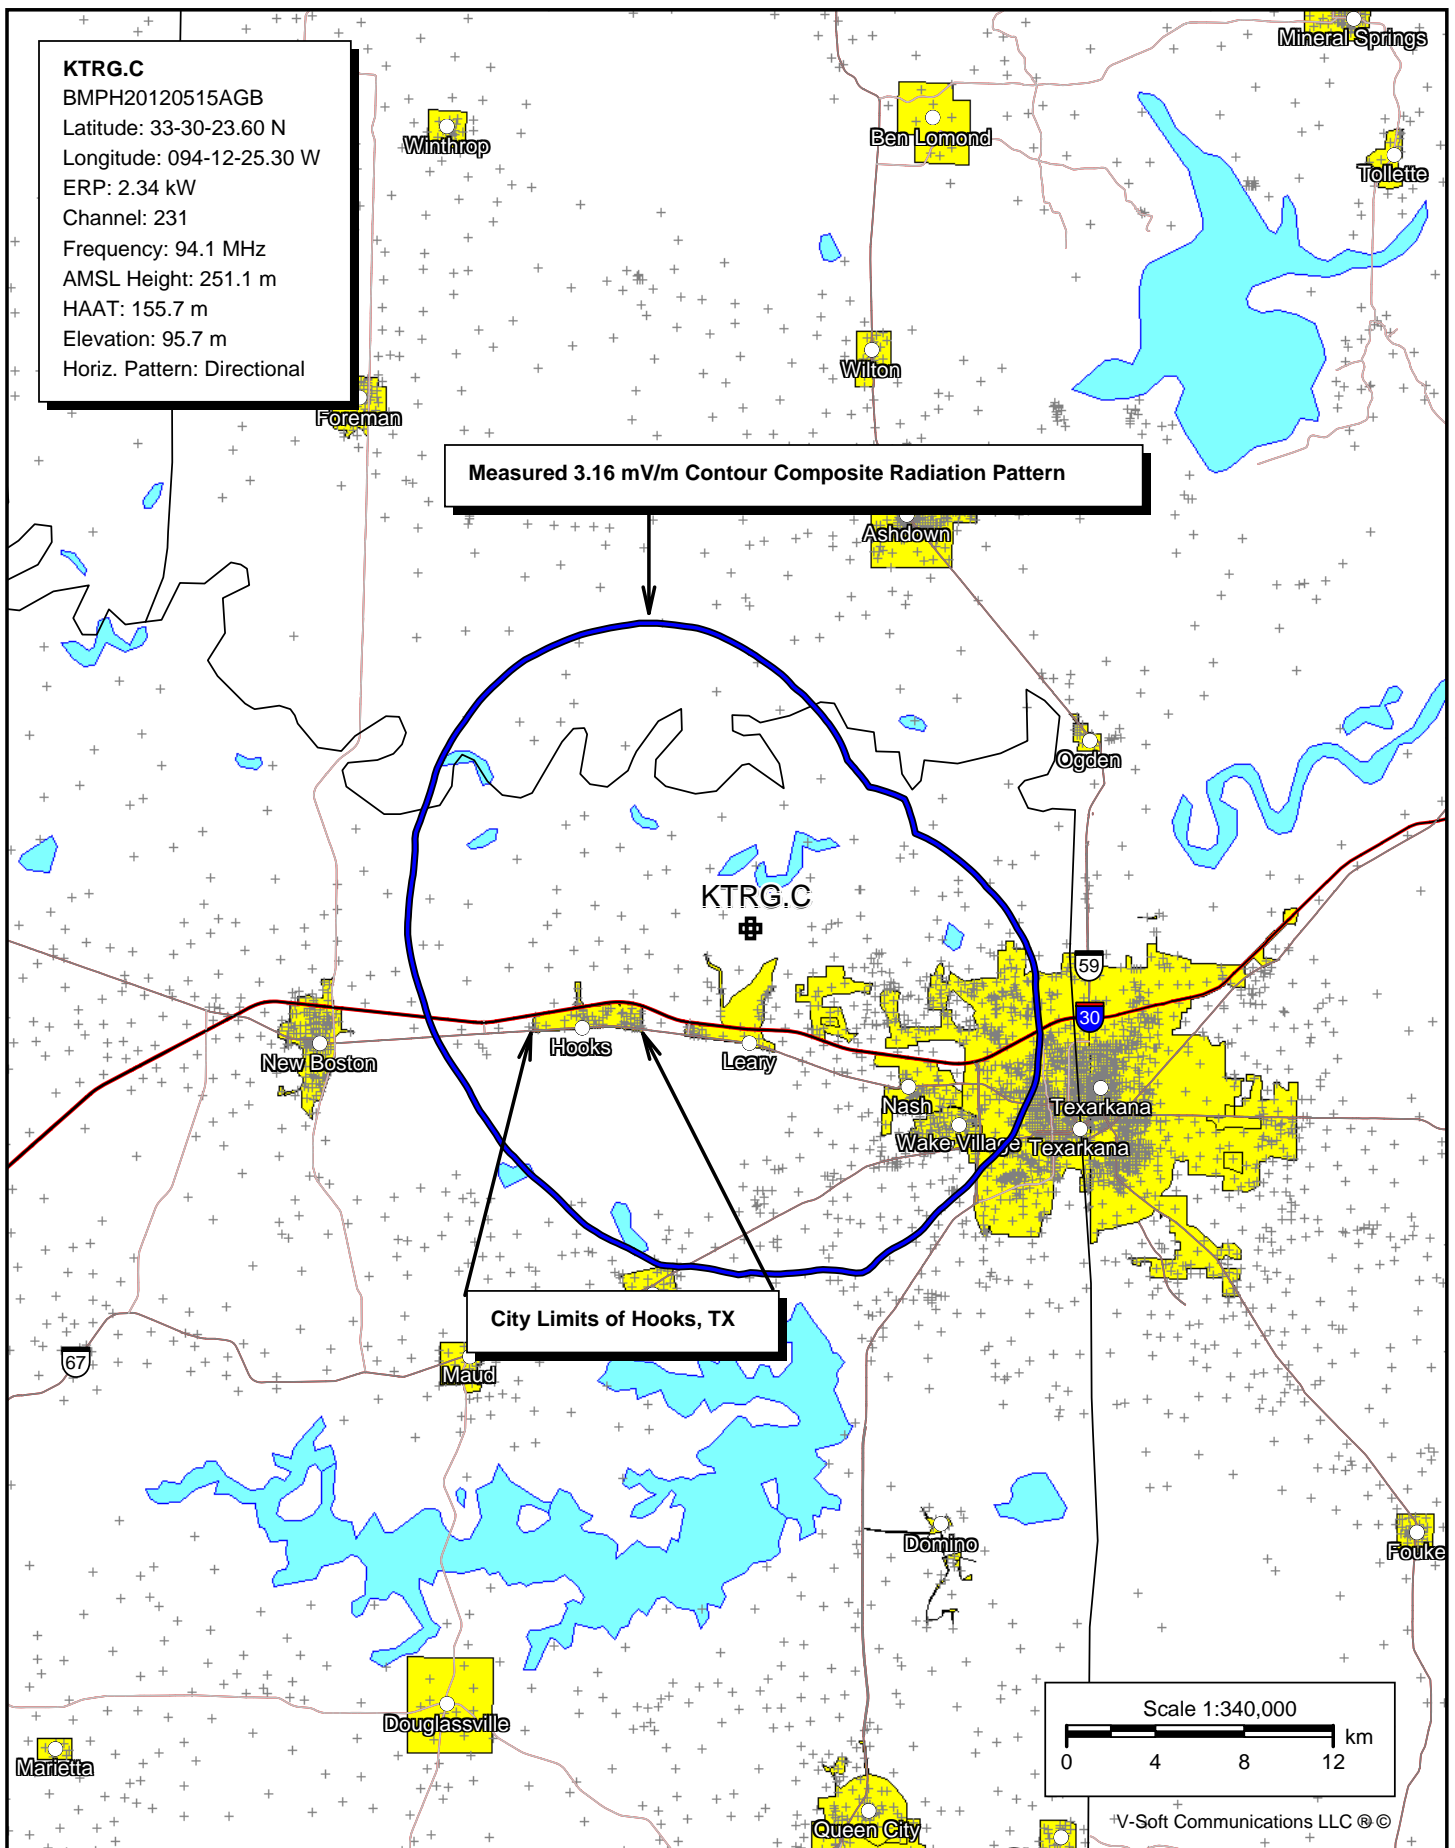 KTRG.C
BMPH20120515AGB
Latitude: 33-30-23.60 N
Longitude: 094-12-25.30 W
ERP: 2.34 kW
Channel: 231
Frequency: 94.1 MHz
AMSL Height: 251.1 m
HAAT: 155.7 m
Elevation: 95.7 m
Horiz. Pattern: Directional
Mineral Springs
Winthrop
Ben Lomond
Tollette
Wilton
Foreman
Measured 3.16 mV/m Contour Composite Radiation Pattern
Ashdown
Ogden
KTRG.C
59
30
Hooks
New Boston
Leary
Nash
Texarkana
Wake Village
Texarkana
City Limits of Hooks, TX
67
Maud
Domino
Fouke
Douglassville
Marietta
Scale 1:340,000
km
0 4 8 12
V-Soft Communications LLC ® ©
Queen City